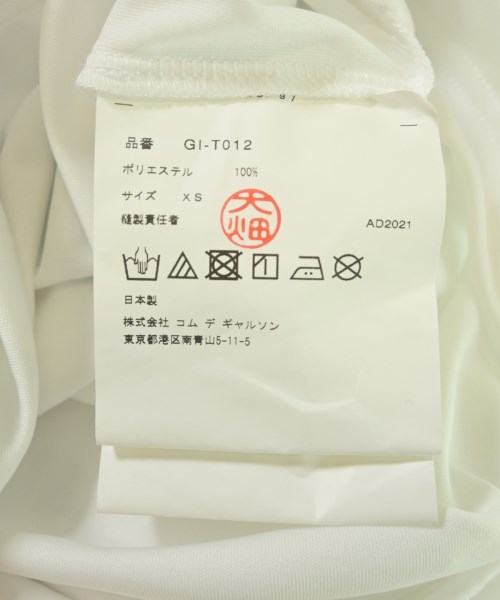 品番 GI-T012
ポリエステル 100%
サイズ XS
縫製責任者 大畑 AD2021
日本製
株式会社 コム デ ギャルソン
東京都港区南青山5-11-5